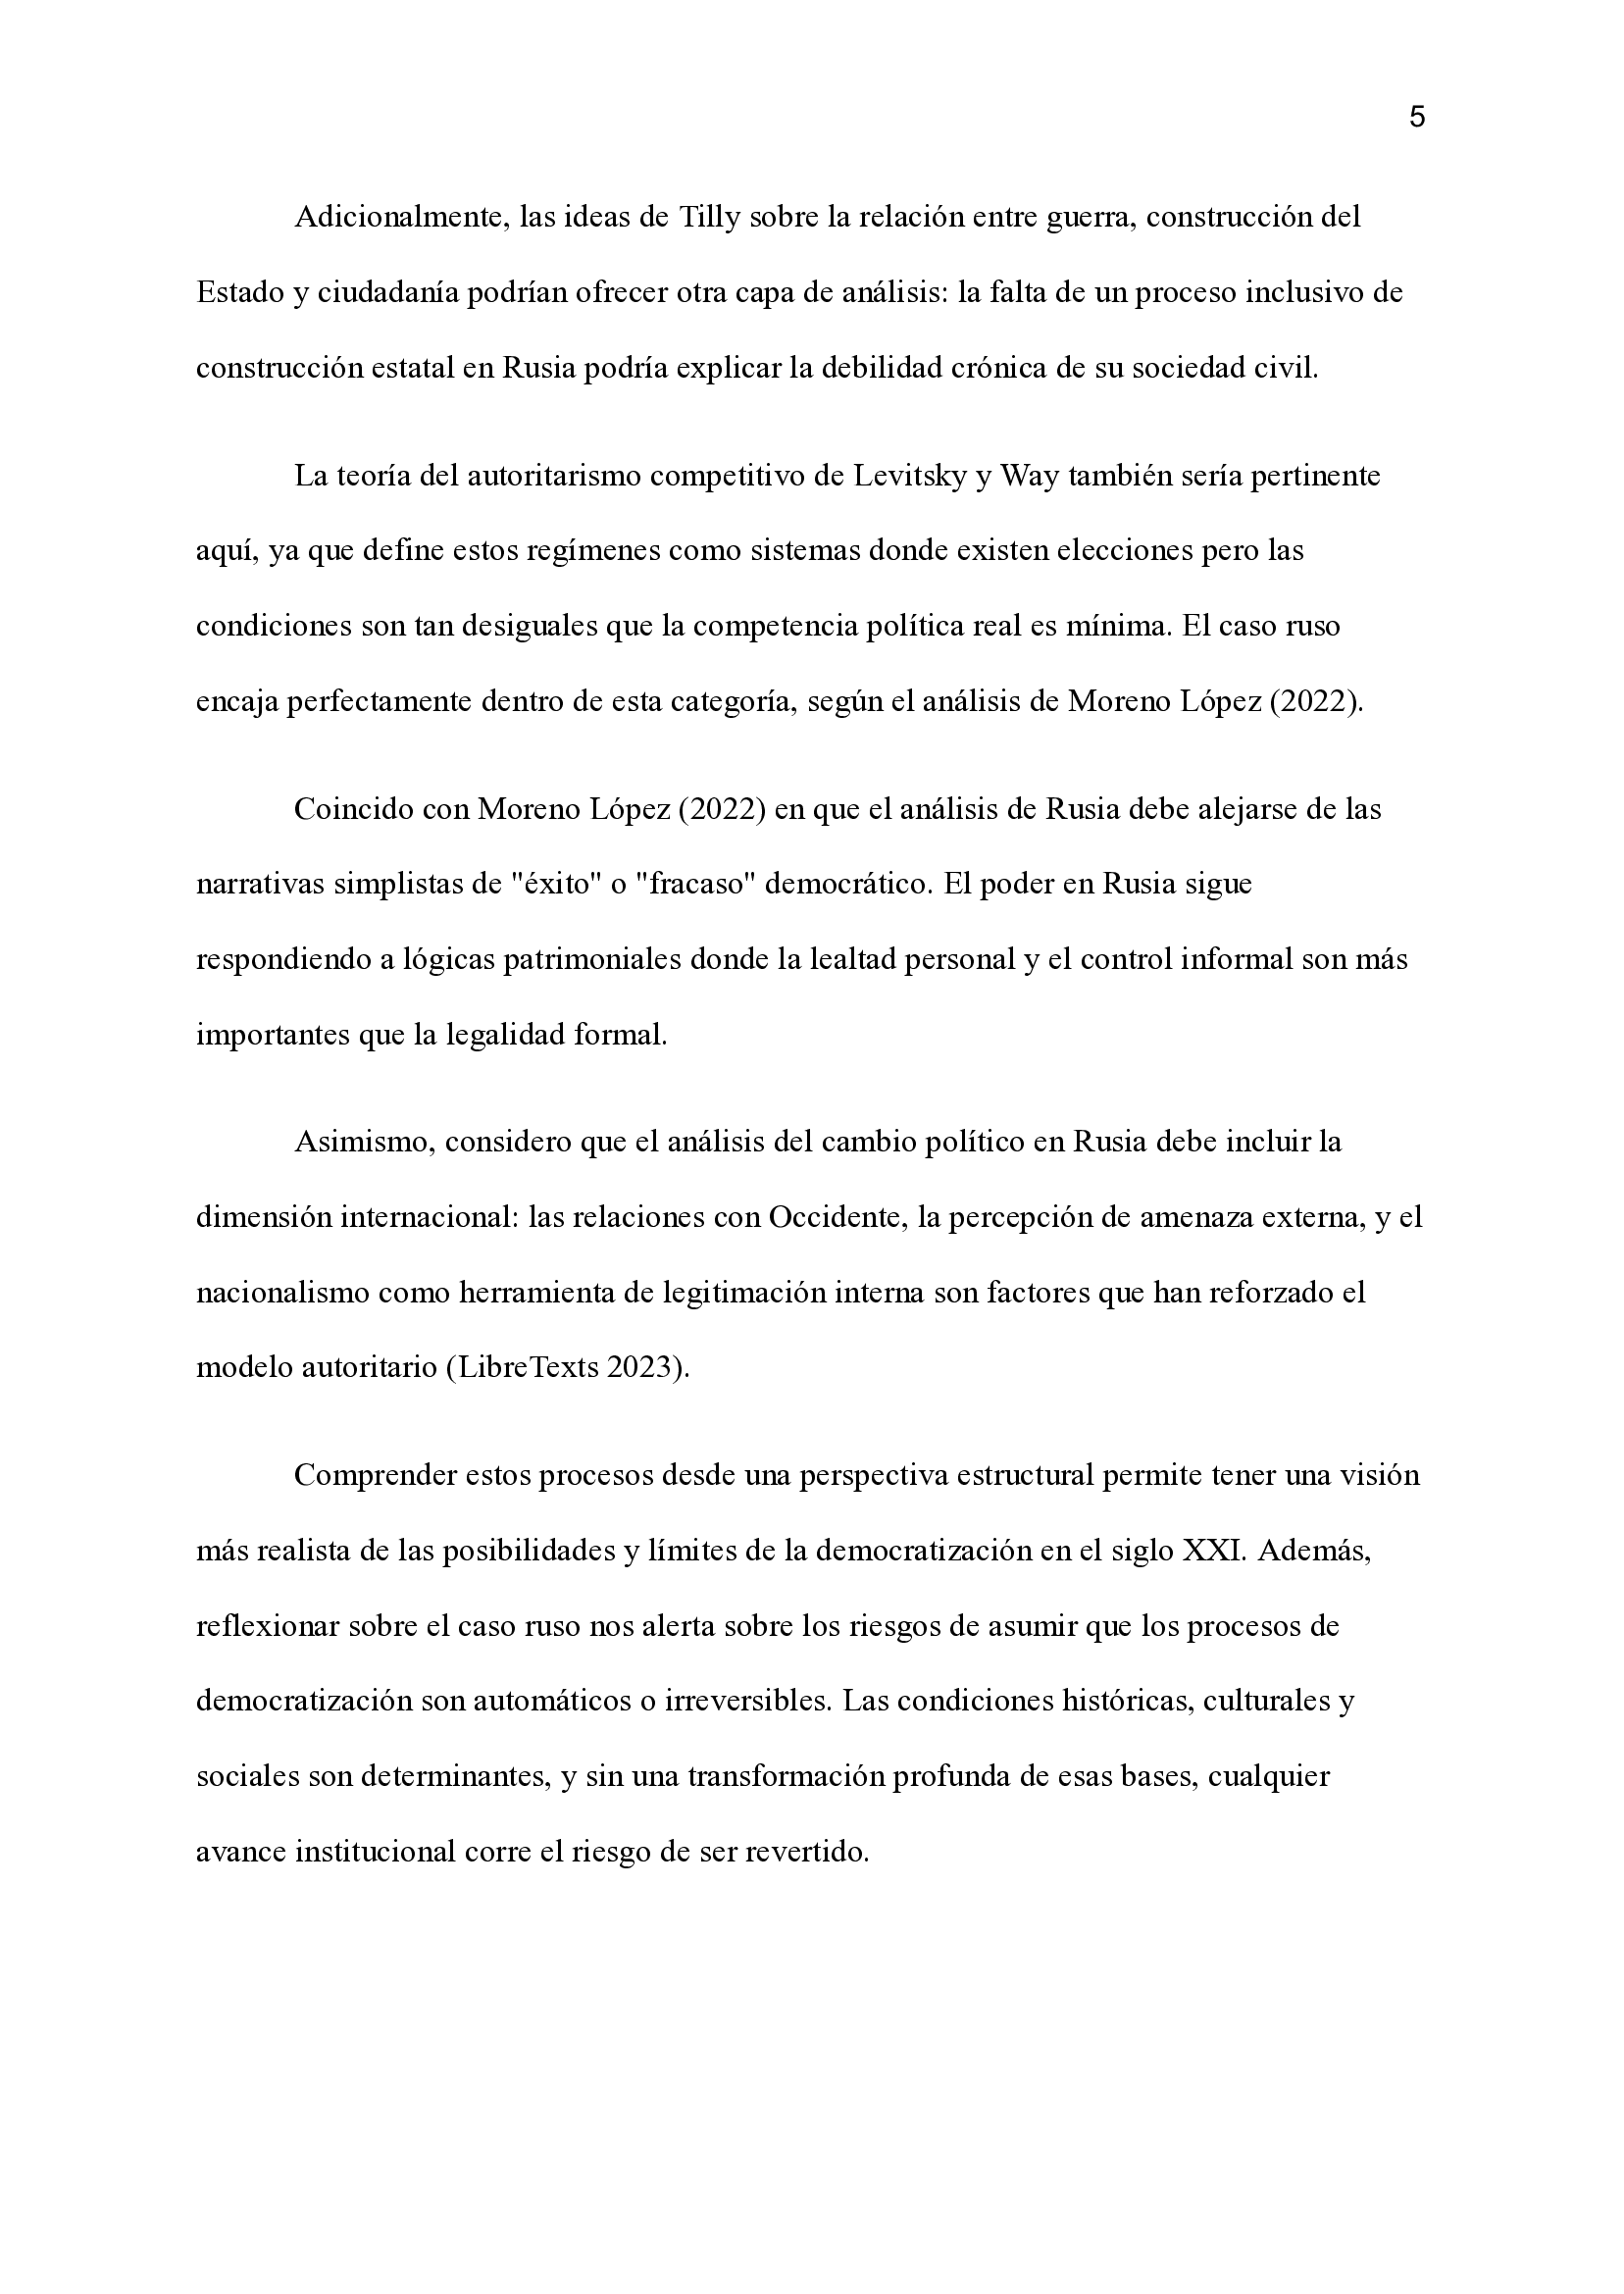 5
Adicionalmente, las ideas de Tilly sobre la relación entre guerra, construcción del
Estado y ciudadanía podrían ofrecer otra capa de análisis: la falta de un proceso inclusivo de
construcción estatal en Rusia podría explicar la debilidad crónica de su sociedad civil.
La teoría del autoritarismo competitivo de Levitsky y Way también sería pertinente
aquí, ya que define estos regímenes como sistemas donde existen elecciones pero las
condiciones son tan desiguales que la competencia política real es mínima. El caso ruso
encaja perfectamente dentro de esta categoría, según el análisis de Moreno López (2022).
Coincido con Moreno López (2022) en que el análisis de Rusia debe alejarse de las
narrativas simplistas de "éxito" o "fracaso" democrático. El poder en Rusia sigue
respondiendo a lógicas patrimoniales donde la lealtad personal y el control informal son más
importantes que la legalidad formal.
Asimismo, considero que el análisis del cambio político en Rusia debe incluir la
dimensión internacional: las relaciones con Occidente, la percepción de amenaza externa, y el
nacionalismo como herramienta de legitimación interna son factores que han reforzado el
modelo autoritario (LibreTexts 2023).
Comprender estos procesos desde una perspectiva estructural permite tener una visión
más realista de las posibilidades y límites de la democratización en el siglo XXI. Además,
reflexionar sobre el caso ruso nos alerta sobre los riesgos de asumir que los procesos de
democratización son automáticos o irreversibles. Las condiciones históricas, culturales y
sociales son determinantes, y sin una transformación profunda de esas bases, cualquier
avance institucional corre el riesgo de ser revertido.